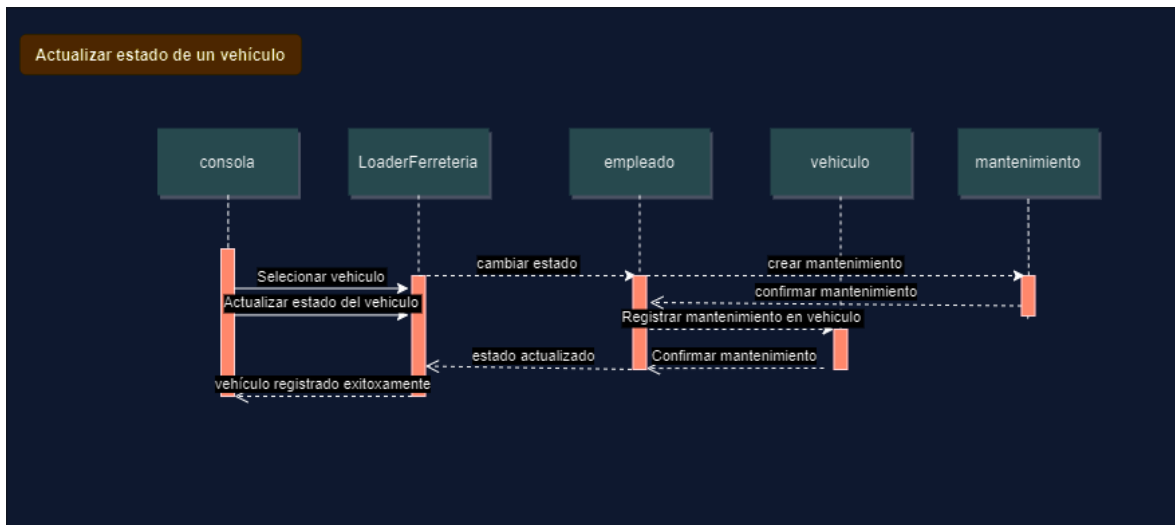 Actualizar estado de un vehículo
consola
LoaderFerreteria
empleado
vehiculo
mantenimiento
cambiar estado
crear mantenimiento
Selecionar vehiculo
confirmar mantenimiento
Actualizar estado del vehiculo
Registrar mantenimiento en vehiculo
estado actualizado
Confirmar mantenimiento
vehículo registrado exitoxamente